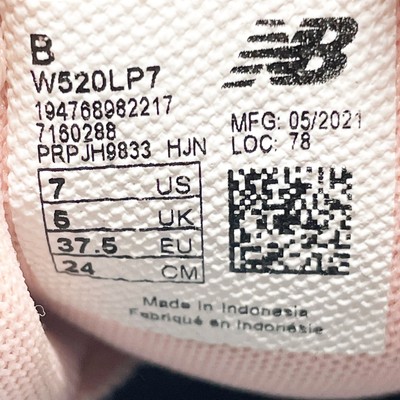 B
W520LP7
194768982217
7160288
PRPJH9833 HJN
NB
MFG: 05/2021
LOC: 78
7 US
5 UK
37.5 EU
24 CM
Made in Indonesia
Fabriqué en Indonésie